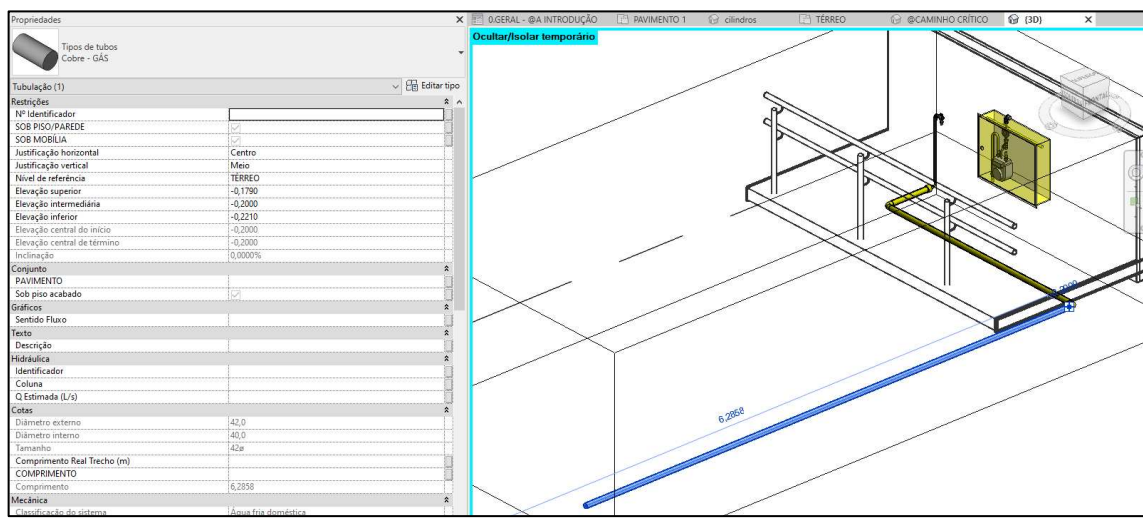 Propriedades
0.GERAL - @A INTRODUÇÃO
PAVIMENTO 1
cilindros
TÉRREO
@CAMINHO CRÍTICO
{3D}
Ocultar/Isolar temporário
Tipos de tubos
Cobre - GÁS
Tubulação (1)
Editar tipo
Restrições
Nº Identificador
SOB PISO/PAREDE
SOB MOBÍLIA
Justificação horizontal Centro
Justificação vertical Meio
Nível de referência TÉRREO
Elevação superior -0,1790
Elevação intermediária -0,2000
Elevação inferior -0,2210
Elevação central do início -0,2000
Elevação central de término -0,2000
Inclinação 0,0000%
Conjunto
PAVIMENTO
Sob piso acabado
Gráficos
Sentido Fluxo
Texto
Descrição
Hidráulica
Identificador
Coluna
Q Estimada (L/s)
Cotas
Diâmetro externo 42,0
Diâmetro interno 40,0
Tamanho 42ø
Comprimento Real Trecho (m)
COMPRIMENTO
Comprimento 6,2858
Mecânica
Classificação do sistema Água fria doméstica
6,2858